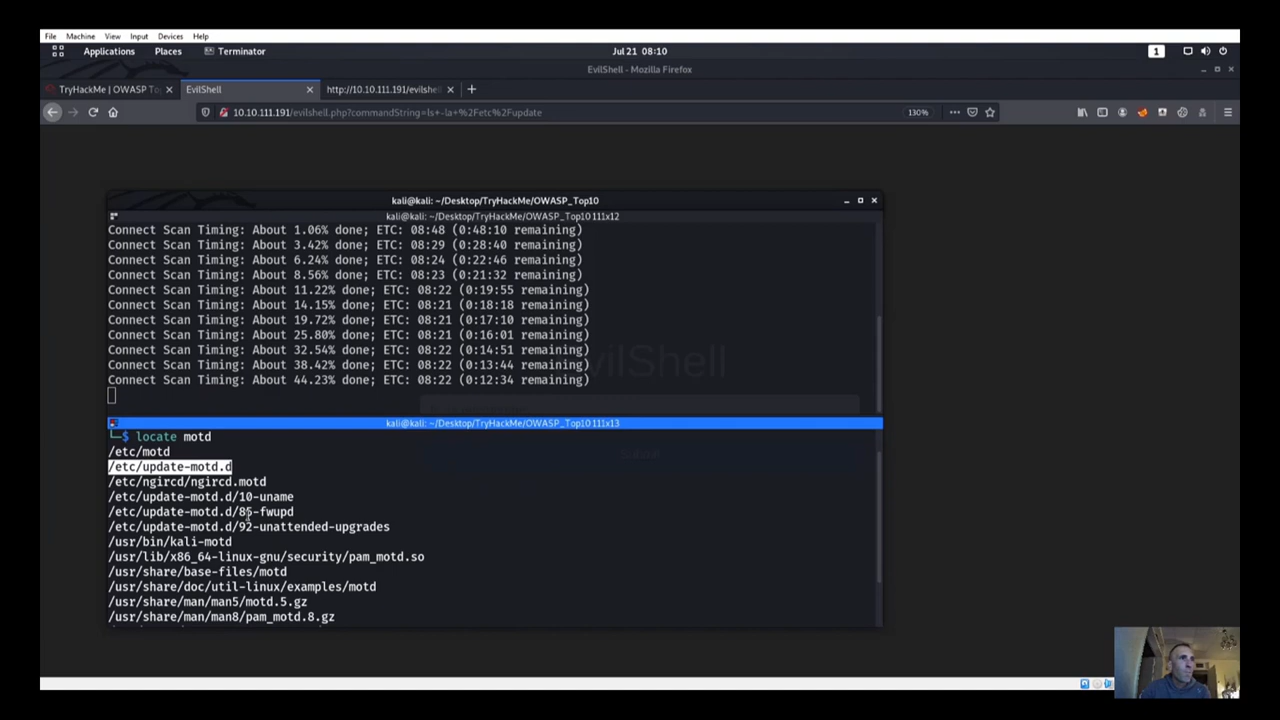 File Machine View Input Devices Help
Applications Places Terminator Jul 21 08:10 1
EvilShell - Mozilla Firefox
TryHackMe | OWASP To EvilShell http://10.10.111.191/evilshe
10.10.111.191/evilshell.php?commandString=ls+-la+%2Fetc%2Fupdate 130%
kali@kali: ~/Desktop/TryHackMe/OWASP_Top10
kali@kali: ~/Desktop/TryHackMe/OWASP_Top10 111x12
Connect Scan Timing: About 1.06% done; ETC: 08:48 (0:48:10 remaining)
Connect Scan Timing: About 3.42% done; ETC: 08:29 (0:28:40 remaining)
Connect Scan Timing: About 6.24% done; ETC: 08:24 (0:22:46 remaining)
Connect Scan Timing: About 8.56% done; ETC: 08:23 (0:21:32 remaining)
Connect Scan Timing: About 11.22% done; ETC: 08:22 (0:19:55 remaining)
Connect Scan Timing: About 14.15% done; ETC: 08:21 (0:18:18 remaining)
Connect Scan Timing: About 19.72% done; ETC: 08:21 (0:17:10 remaining)
Connect Scan Timing: About 25.80% done; ETC: 08:21 (0:16:01 remaining)
Connect Scan Timing: About 32.54% done; ETC: 08:22 (0:14:51 remaining)
Connect Scan Timing: About 38.42% done; ETC: 08:22 (0:13:44 remaining)
Connect Scan Timing: About 44.23% done; ETC: 08:22 (0:12:34 remaining)
vilShell
kali@kali: ~/Desktop/TryHackMe/OWASP_Top10 111x13
└─$ locate motd
/etc/motd
/etc/update-motd.d
/etc/ngircd/ngircd.motd
/etc/update-motd.d/10-uname
/etc/update-motd.d/85-fwupd
/etc/update-motd.d/92-unattended-upgrades
/usr/bin/kali-motd
/usr/lib/x86_64-linux-gnu/security/pam_motd.so
/usr/share/base-files/motd
/usr/share/doc/util-linux/examples/motd
/usr/share/man/man5/motd.5.gz
/usr/share/man/man8/pam_motd.8.gz